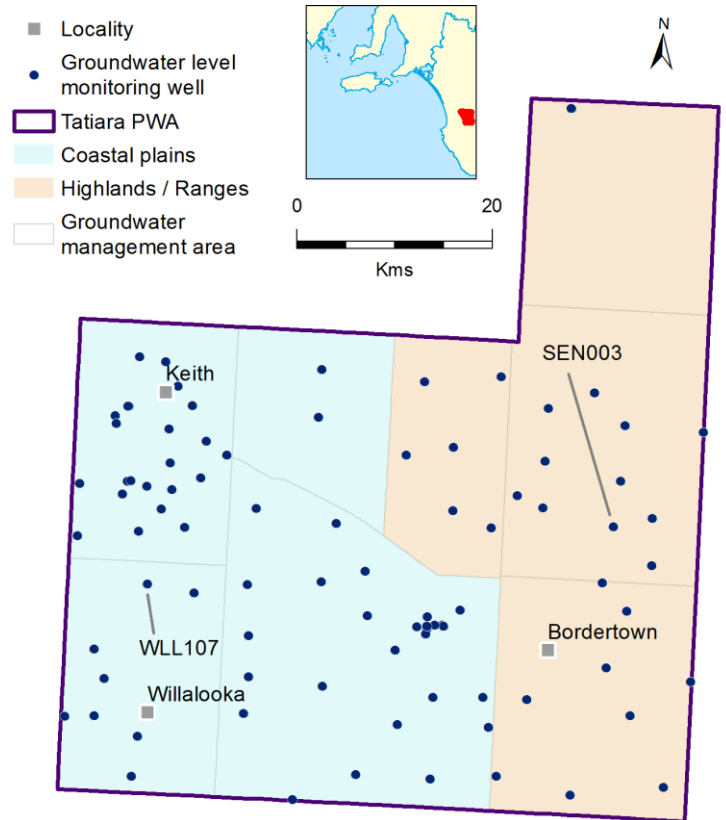 Locality
Groundwater level
monitoring well
Tatiara PWA
Coastal plains
Highlands / Ranges
Groundwater
management area
N
0 20
Kms
SEN003
Keith
Bordertown
WLL107
Willalooka